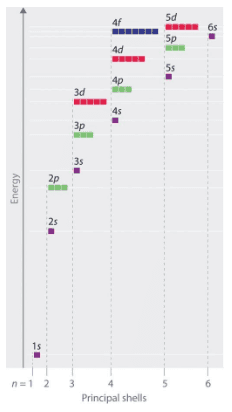 4f
5d
6s
5p
4d
5s
4p
3d
4s
3p
3s
2p
2s
1s
Energy
n = 1 2 3 4 5 6
Principal shells